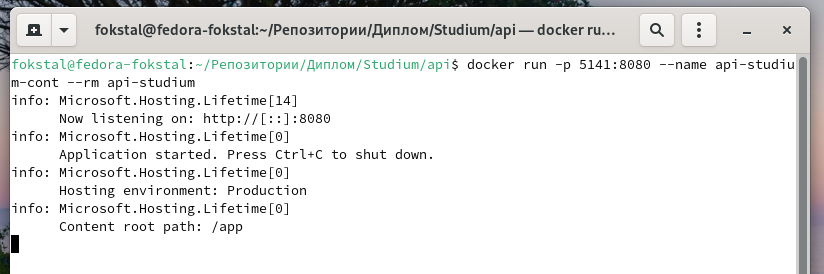 fokstal@fedora-fokstal:~/Репозитории/Диплом/Studium/api — docker ru…
fokstal@fedora-fokstal:~/Репозитории/Диплом/Studium/api$ docker run -p 5141:8080 --name api-studiu
m-cont --rm api-studium
info: Microsoft.Hosting.Lifetime[14]
      Now listening on: http://[::]:8080
info: Microsoft.Hosting.Lifetime[0]
      Application started. Press Ctrl+C to shut down.
info: Microsoft.Hosting.Lifetime[0]
      Hosting environment: Production
info: Microsoft.Hosting.Lifetime[0]
      Content root path: /app